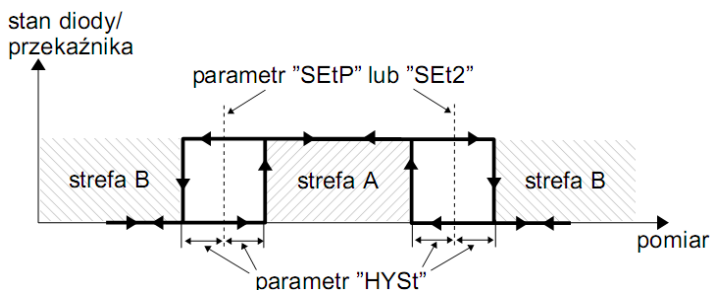 stan diody/
przekaźnika
parametr ”SEtP” lub ”SEt2”
strefa B
strefa A
strefa B
pomiar
parametr ”HYSt”